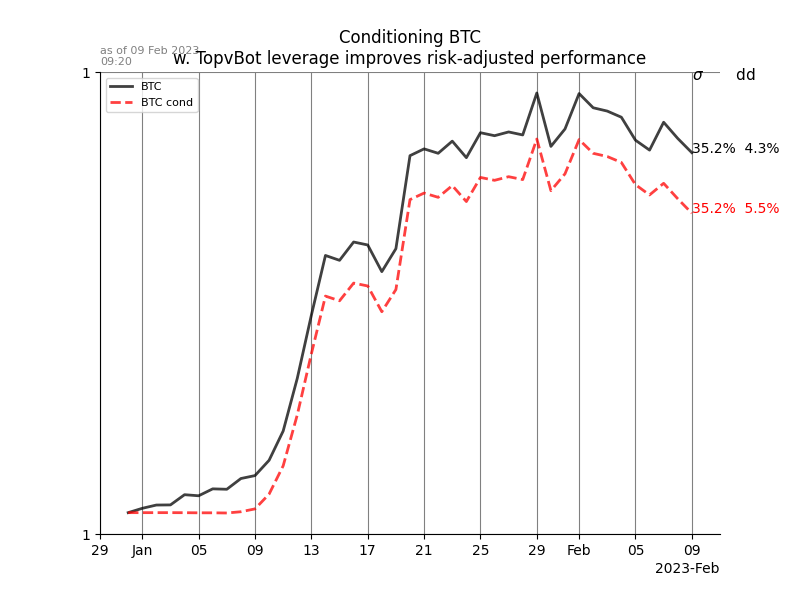 Conditioning BTC
w. TopvBot leverage improves risk-adjusted performance
as of 09 Feb 2023
09:20
σ dd
1
BTC
BTC cond
35.2% 4.3%
35.2% 5.5%
1
29 Jan 05 09 13 17 21 25 29 Feb 05 09
2023-Feb